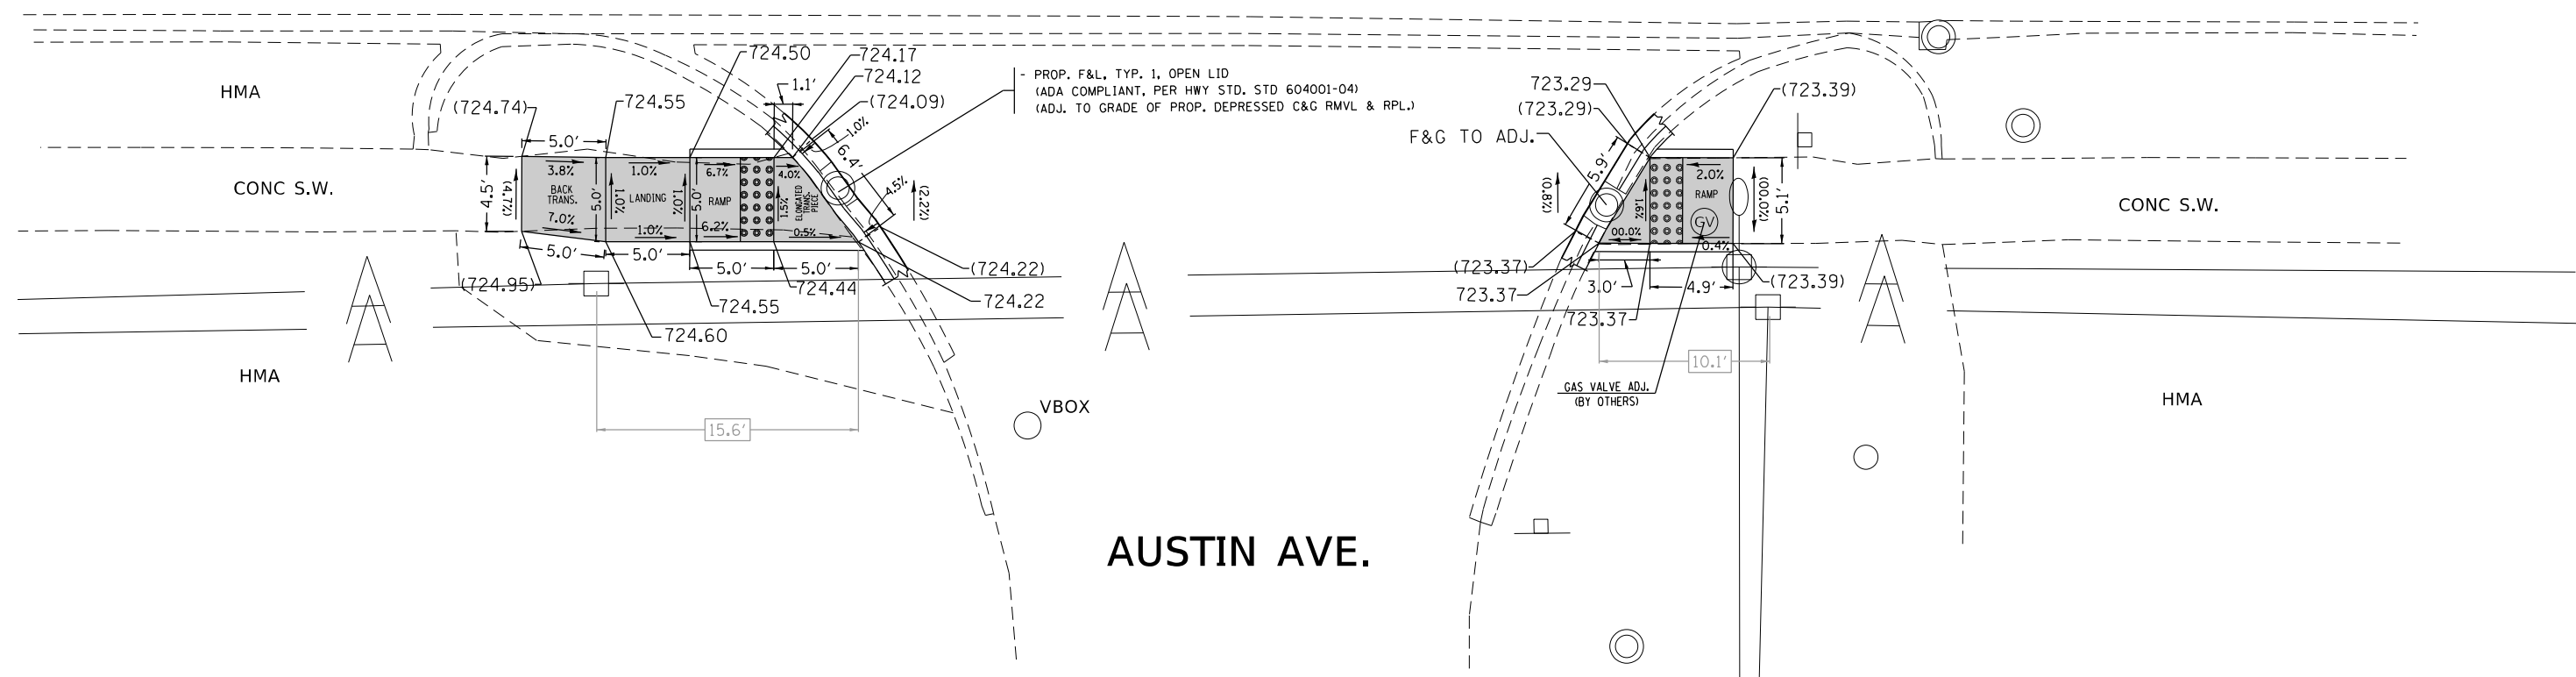 724.50
724.17
724.12
(724.09)
1.1'
- PROP. F&L, TYP. 1, OPEN LID
(ADA COMPLIANT, PER HWY STD. STD 604001-04)
(ADJ. TO GRADE OF PROP. DEPRESSED C&G RMVL & RPL.)
723.29
(723.29)
(723.39)
F&G TO ADJ.
HMA
(724.74)
724.55
5.0'
1.0%
6.4'
4.5%
(2.2%)
CONC S.W.
4.5'
(4.7%)
3.8%
BACK
TRANS.
7.0%
5.0'
1.0%
1.0%
LANDING
1.0%
1.0%
5.0'
6.7%
RAMP
6.2%
4.0%
1.5%
ELONGATED
TRANS.
PIECE
0.5%
5.9'
(0.8%)
1.6%
00.0%
2.0%
RAMP
GV
0.4%
(00.0%)
5.1'
CONC S.W.
5.0'
5.0'
5.0'
5.0'
(724.95)
724.44
724.55
724.60
(724.22)
724.22
(723.37)
723.37
723.37
3.0'
4.9'
(723.39)
10.1'
GAS VALVE ADJ.
(BY OTHERS)
HMA
15.6'
VBOX
HMA
AUSTIN AVE.